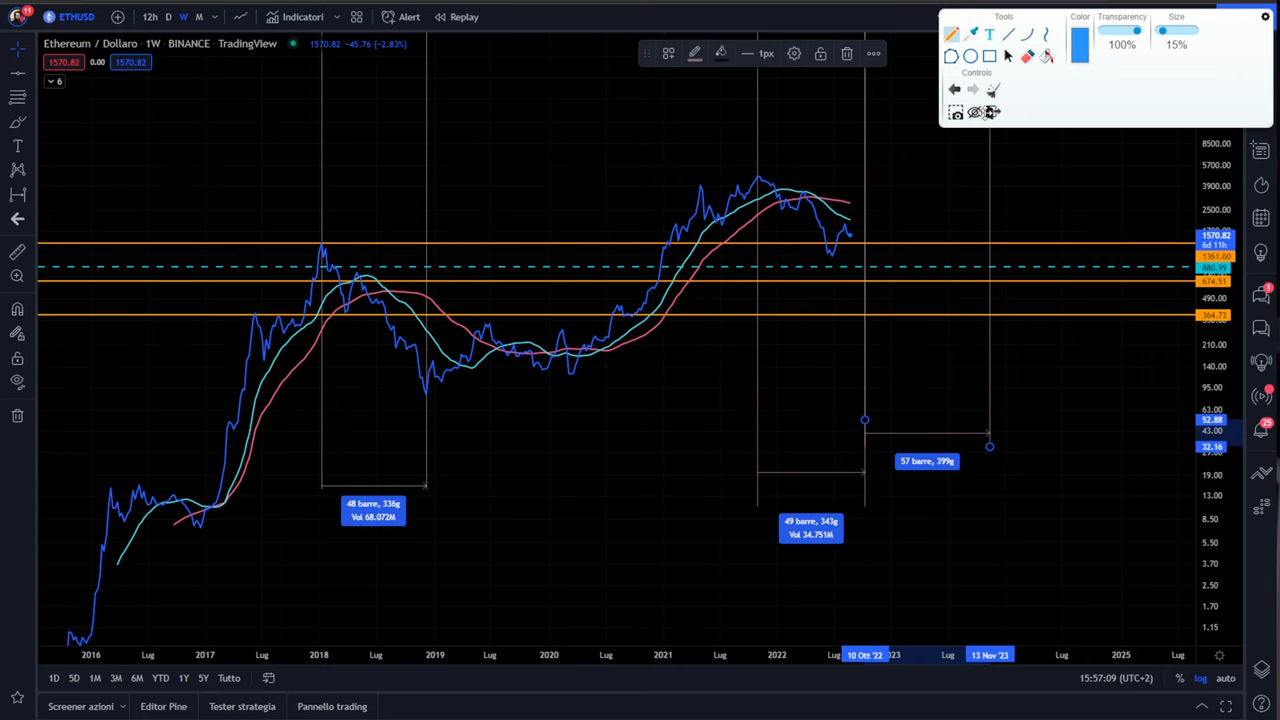 11
ETHUSD
12h D W M
Indicatori
Alert
Replay
Ethereum / Dollaro · 1W · BINANCE · TradingView
1570.82 -45.76 (-2.83%)
1570.82 0.00 1570.82
6
1px
Tools
Color
Transparency
Size
100%
15%
Controls
8500.00
5700.00
3900.00
2500.00
1570.82
6d 11h
1361.60
880.99
674.51
490.00
364.73
210.00
140.00
95.00
63.00
52.88
43.00
32.16
19.00
13.00
8.50
5.50
3.70
2.50
1.70
1.15
1
25
57 barre, 399g
48 barre, 336g
Vol 68.072M
49 barre, 343g
Vol 34.751M
2016 Lug 2017 Lug 2018 Lug 2019 Lug 2020 Lug 2021 Lug 2022 Lug 10 Ott '22 Lug 13 Nov '23 Lug 2025 Lug
1D 5D 1M 3M 6M YTD 1Y 5Y Tutto
15:57:09 (UTC+2)
% log auto
Screener azioni
Editor Pine
Tester strategia
Pannello trading